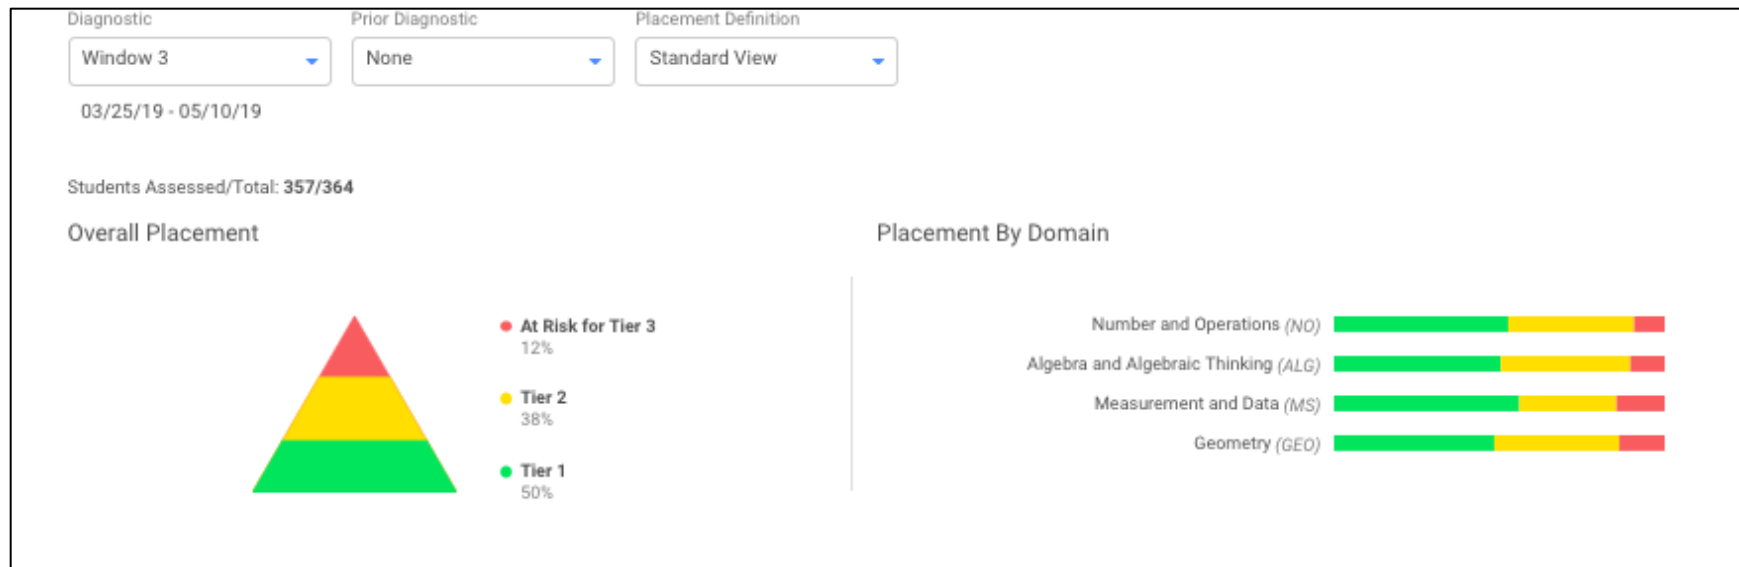 Diagnostic
Prior Diagnostic
Placement Definition
Window 3
None
Standard View
03/25/19 - 05/10/19
Students Assessed/Total: 357/364
Overall Placement
At Risk for Tier 3
12%
Tier 2
38%
Tier 1
50%
Placement By Domain
Number and Operations (NO)
Algebra and Algebraic Thinking (ALG)
Measurement and Data (MS)
Geometry (GEO)